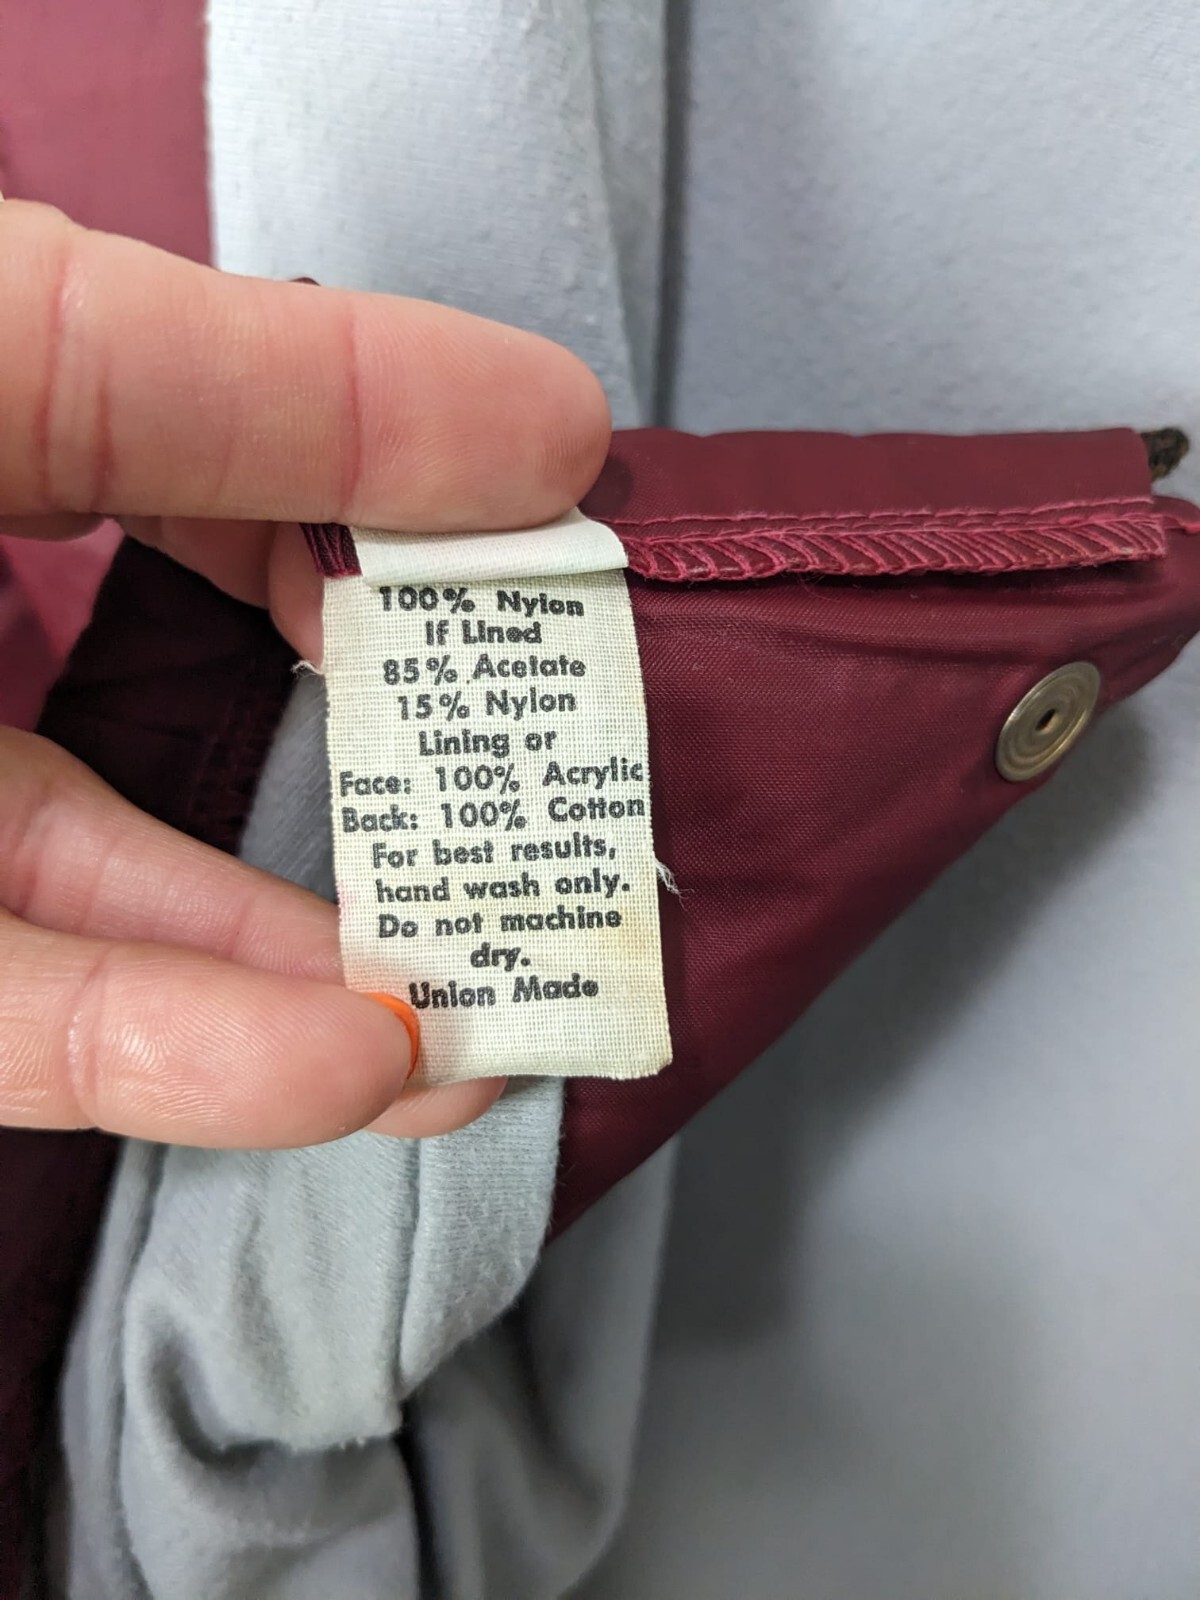 100% Nylon
If Lined
85% Acetate
15% Nylon
Lining or
Face: 100% Acrylic
Back: 100% Cotton
For best results,
hand wash only.
Do not machine
dry.
Union Made